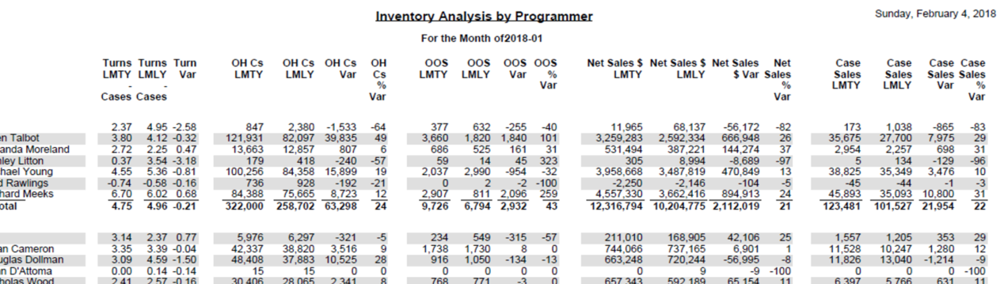 Inventory Analysis by Programmer
Sunday, February 4, 2018
For the Month of2018-01
Turns Turns Turn OH Cs OH Cs OH Cs OH OOS OOS OOS OOS Net Sales $ Net Sales $ Net Sales Net Case Case Case Case
LMTY LMLY Var LMTY LMLY Var Cs LMTY LMLY Var % LMTY LMLY $ Var Sales Sales Sales Sales Sales
- - % Var % LMTY LMLY Var %
Cases Cases Var Var Var
2.37 4.95 -2.58 847 2,380 -1,533 -64 377 632 -255 -40 11,965 68,137 -56,172 -82 173 1,038 -865 -83
en Talbot 3.80 4.12 -0.32 121,931 82,097 39,835 49 3,660 1,820 1,840 101 3,259,283 2,592,334 666,948 26 35,675 27,700 7,975 29
anda Moreland 2.72 2.25 0.47 13,663 12,857 807 6 686 525 161 31 531,494 387,221 144,274 37 2,954 2,257 698 31
nley Litton 0.37 3.54 -3.18 179 418 -240 -57 59 14 45 323 305 8,994 -8,689 -97 5 134 -129 -96
hael Young 4.55 5.36 -0.81 100,256 84,358 15,899 19 2,037 2,990 -954 -32 3,958,668 3,487,819 470,849 13 38,825 35,349 3,476 10
d Rawlings -0.74 -0.58 -0.16 736 928 -192 -21 0 2 -2 -100 -2,250 -2,146 -104 -5 -45 -44 -1 -3
hard Meeks 6.70 6.02 0.68 84,388 75,665 8,723 12 2,907 811 2,096 259 4,557,330 3,662,416 894,913 24 45,893 35,093 10,800 31
otal 4.75 4.96 -0.21 322,000 258,702 63,298 24 9,726 6,794 2,932 43 12,316,794 10,204,775 2,112,019 21 123,481 101,527 21,954 22
3.14 2.37 0.77 5,976 6,297 -321 -5 234 549 -315 -57 211,010 168,905 42,106 25 1,557 1,205 353 29
an Cameron 3.35 3.39 -0.04 42,337 38,820 3,516 9 1,738 1,730 8 0 744,066 737,165 6,901 1 11,528 10,247 1,280 12
uglas Dollman 3.09 4.59 -1.50 48,408 37,883 10,525 28 916 1,050 -134 -13 663,248 720,244 -56,995 -8 11,826 13,040 -1,214 -9
n D'Attoma 0.00 0.14 -0.14 15 15 0 0 0 0 0 0 0 9 -9 -100 0 0 0 -100
holas Wood 2.41 2.57 -0.16 30,406 28,065 2,341 8 768 771 -3 0 657,343 592,189 65,154 11 6,397 5,766 631 11